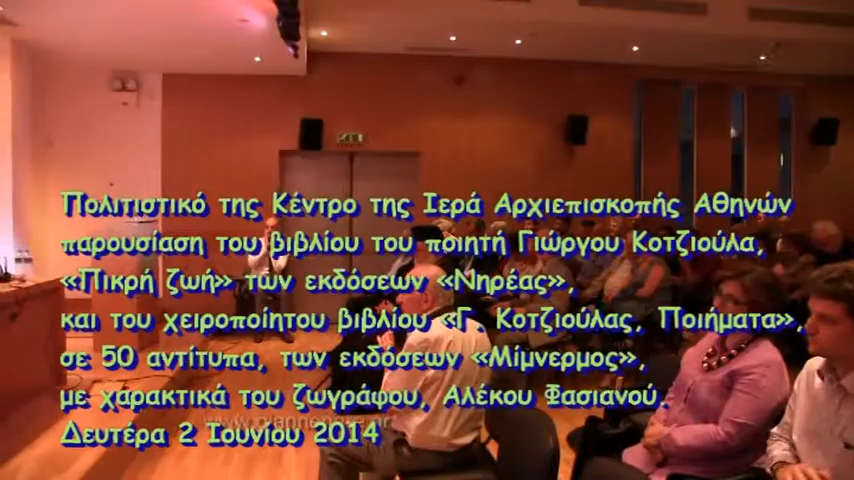 Πολιτιστικό της Κέντρο της Ιερά Αρχιεπισκοπής Αθηνών
παρουσίαση του βιβλίου του ποιητή Γιώργου Κοτζιούλα,
«Πικρή ζωή» των εκδόσεων «Νηρέας»,
και του χειροποίητου βιβλίου «Γ. Κοτζιούλας, Ποιήματα»,
σε 50 αντίτυπα, των εκδόσεων «Μίμνερμος»,
με χαρακτικά του ζωγράφου, Αλέκου Φασιανού.
Δευτέρα 2 Ιουνίου 2014